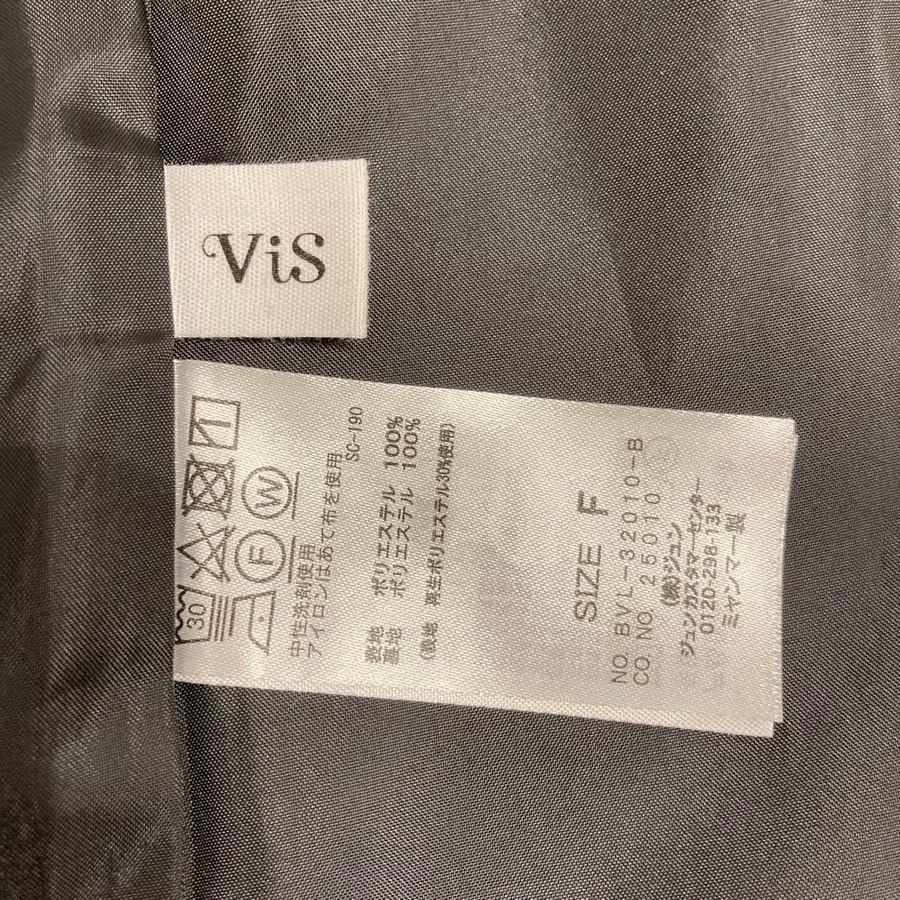 ViS
30
F W
中性洗剤使用
アイロンはあて布を使用
SC-190
表地 ポリエステル 100%
裏地 ポリエステル 100%
(表地 再生ポリエステル30%使用)
SIZE F
NO. BVL-32010-B
CO. NO. 25010
(株)ジュン
ジュンカスタマーセンター
0120-298-133
ミャンマー製